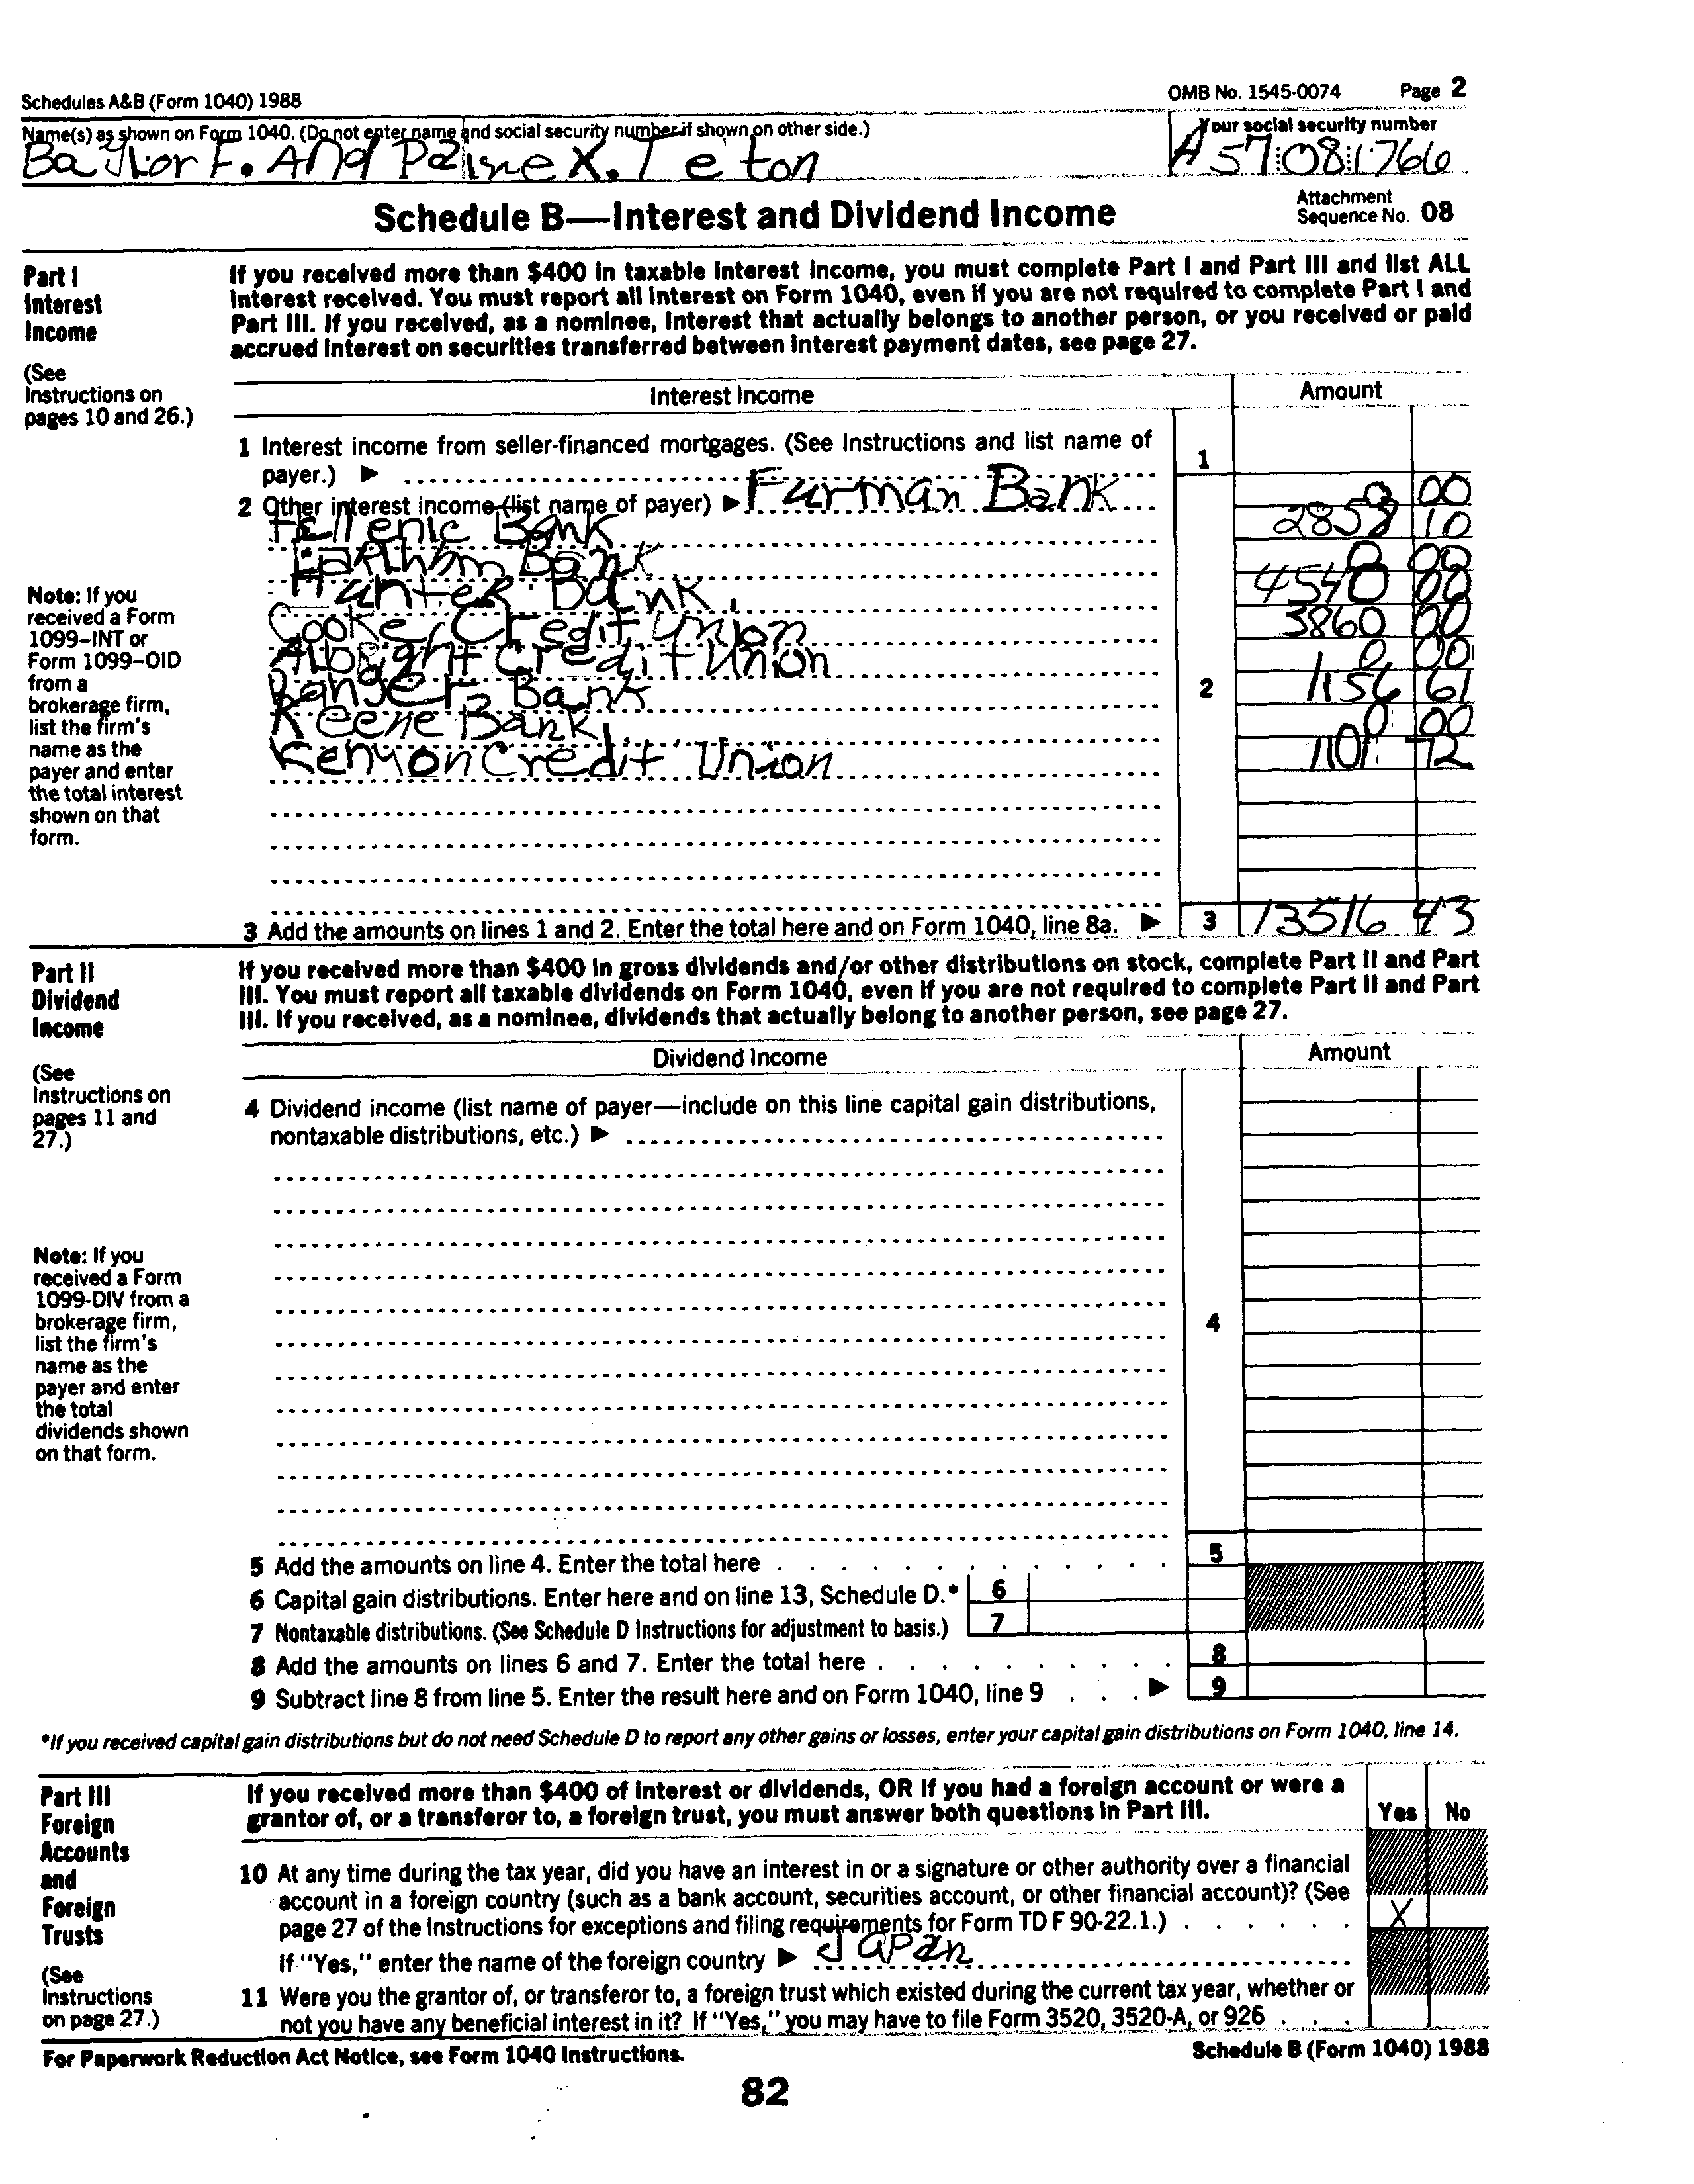 Schedules A&B (Form 1040) 1988 OMB No. 1545-0074 Page 2
Name(s) as shown on Form 1040. (Do not enter name and social security number if shown on other side.) Your social security number
F. And X. Teton A 57 08 1766
Schedule B—Interest and Dividend Income Attachment Sequence No. 08
Part I
Interest
Income
(See
Instructions on
pages 10 and 26.)
If you received more than $400 in taxable interest income, you must complete Part I and Part III and list ALL
interest received. You must report all interest on Form 1040, even if you are not required to complete Part I and
Part III. If you received, as a nominee, interest that actually belongs to another person, or you received or paid
accrued interest on securities transferred between interest payment dates, see page 27.
Interest Income Amount
1 Interest income from seller-financed mortgages. (See Instructions and list name of
payer.) ▶ 1
2 Other interest income (list name of payer) ▶ Furman Bank 0 00
Hellenic Bank 2858 10
Earlham Bank 0 00
Hunter Bank 4540 00
Cooke Credit Union 3860 00
Albright Credit Union 0 00
Ranger Bank 2 1156 61
Keene Bank 0 00
Kenyon Credit Union 1101 72
Note: If you
received a Form
1099–INT or
Form 1099–OID
from a
brokerage firm,
list the firm's
name as the
payer and enter
the total interest
shown on that
form.
3 Add the amounts on lines 1 and 2. Enter the total here and on Form 1040, line 8a. ▶ 3 13516 43
Part II
Dividend
Income
(See
Instructions on
pages 11 and
27.)
If you received more than $400 in gross dividends and/or other distributions on stock, complete Part II and Part
III. You must report all taxable dividends on Form 1040, even if you are not required to complete Part II and Part
III. If you received, as a nominee, dividends that actually belong to another person, see page 27.
Dividend Income Amount
4 Dividend income (list name of payer—include on this line capital gain distributions,
nontaxable distributions, etc.) ▶
4
Note: If you
received a Form
1099-DIV from a
brokerage firm,
list the firm's
name as the
payer and enter
the total
dividends shown
on that form.
5 Add the amounts on line 4. Enter the total here 5
6 Capital gain distributions. Enter here and on line 13, Schedule D.* 6
7 Nontaxable distributions. (See Schedule D Instructions for adjustment to basis.) 7
8 Add the amounts on lines 6 and 7. Enter the total here 8
9 Subtract line 8 from line 5. Enter the result here and on Form 1040, line 9 ▶ 9
*If you received capital gain distributions but do not need Schedule D to report any other gains or losses, enter your capital gain distributions on Form 1040, line 14.
Part III
Foreign
Accounts
and
Foreign
Trusts
(See
Instructions
on page 27.)
If you received more than $400 of interest or dividends, OR if you had a foreign account or were a
grantor of, or a transferor to, a foreign trust, you must answer both questions in Part III. Yes No
10 At any time during the tax year, did you have an interest in or a signature or other authority over a financial
account in a foreign country (such as a bank account, securities account, or other financial account)? (See
page 27 of the Instructions for exceptions and filing requirements for Form TD F 90-22.1.) X
If "Yes," enter the name of the foreign country ▶ Japan
11 Were you the grantor of, or transferor to, a foreign trust which existed during the current tax year, whether or
not you have any beneficial interest in it? If "Yes," you may have to file Form 3520, 3520-A, or 926
For Paperwork Reduction Act Notice, see Form 1040 Instructions. Schedule B (Form 1040) 1988
82